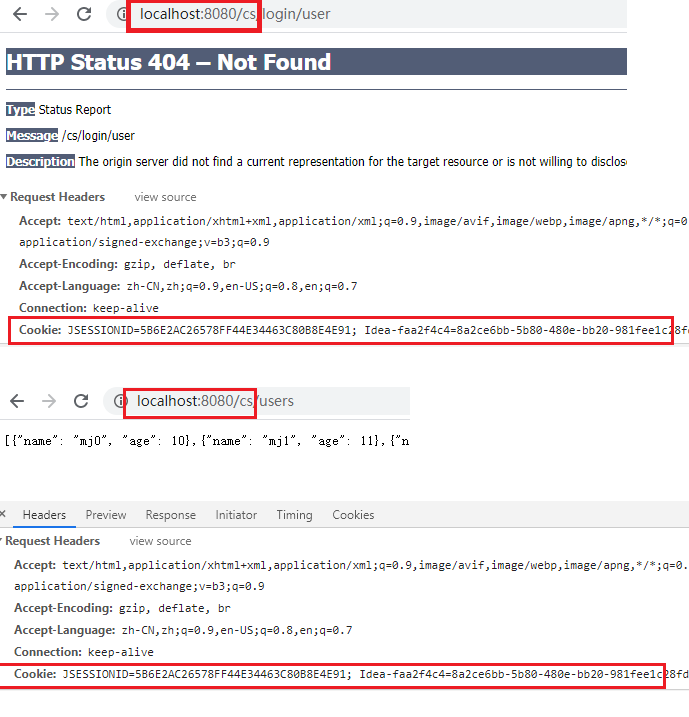 localhost:8080/cs/login/user
HTTP Status 404 – Not Found
Type Status Report
Message /cs/login/user
Description The origin server did not find a current representation for the target resource or is not willing to disclose
Request Headers view source
Accept: text/html,application/xhtml+xml,application/xml;q=0.9,image/avif,image/webp,image/apng,*/*;q=0
application/signed-exchange;v=b3;q=0.9
Accept-Encoding: gzip, deflate, br
Accept-Language: zh-CN,zh;q=0.9,en-US;q=0.8,en;q=0.7
Connection: keep-alive
Cookie: JSESSIONID=5B6E2AC26578FF44E34463C80B8E4E91; Idea-faa2f4c4=8a2ce6bb-5b80-480e-bb20-981fee1c28fd
localhost:8080/cs/users
[{"name": "mj0", "age": 10},{"name": "mj1", "age": 11},{"n
× Headers Preview Response Initiator Timing Cookies
Request Headers view source
Accept: text/html,application/xhtml+xml,application/xml;q=0.9,image/avif,image/webp,image/apng,*/*;q=0.
application/signed-exchange;v=b3;q=0.9
Accept-Encoding: gzip, deflate, br
Accept-Language: zh-CN,zh;q=0.9,en-US;q=0.8,en;q=0.7
Connection: keep-alive
Cookie: JSESSIONID=5B6E2AC26578FF44E34463C80B8E4E91; Idea-faa2f4c4=8a2ce6bb-5b80-480e-bb20-981fee1c28fd